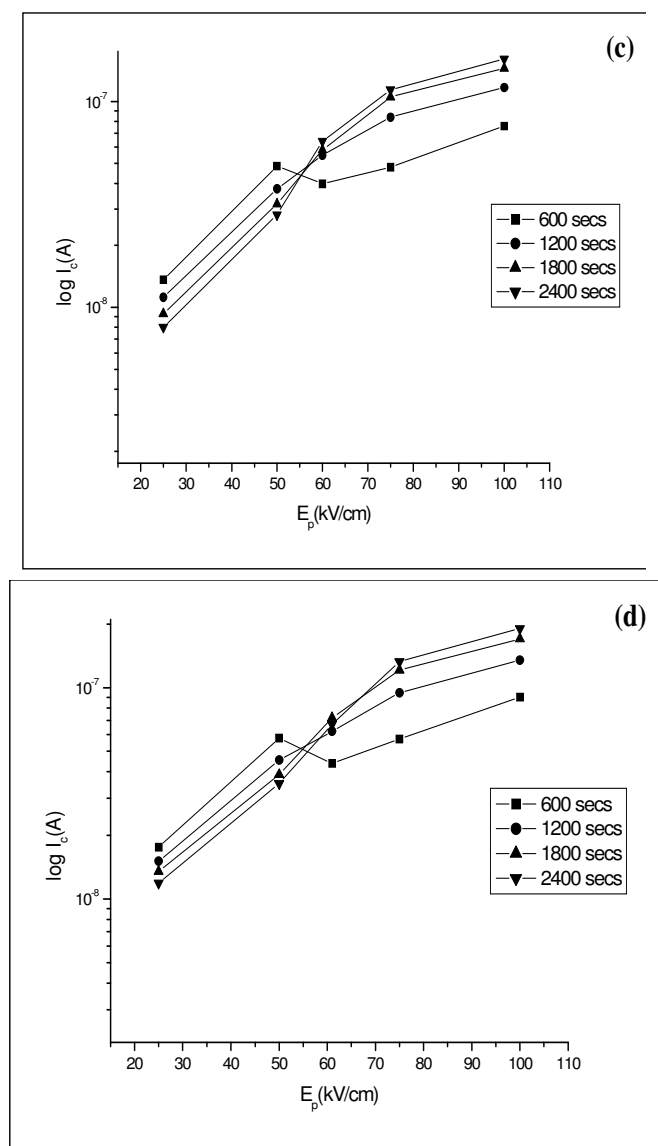 (c)
10⁻⁷
10⁻⁸
log I_c(A)
600 secs
1200 secs
1800 secs
2400 secs
20 30 40 50 60 70 80 90 100 110
E_p(kV/cm)
(d)
10⁻⁷
10⁻⁸
log I_c(A)
600 secs
1200 secs
1800 secs
2400 secs
20 30 40 50 60 70 80 90 100 110
E_p(kV/cm)